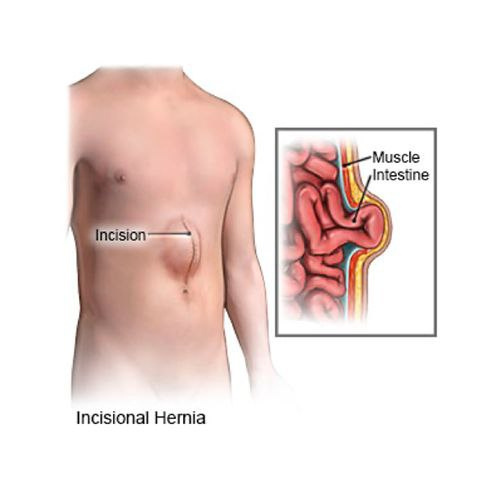 Muscle
Intestine
Incision
Incisional Hernia